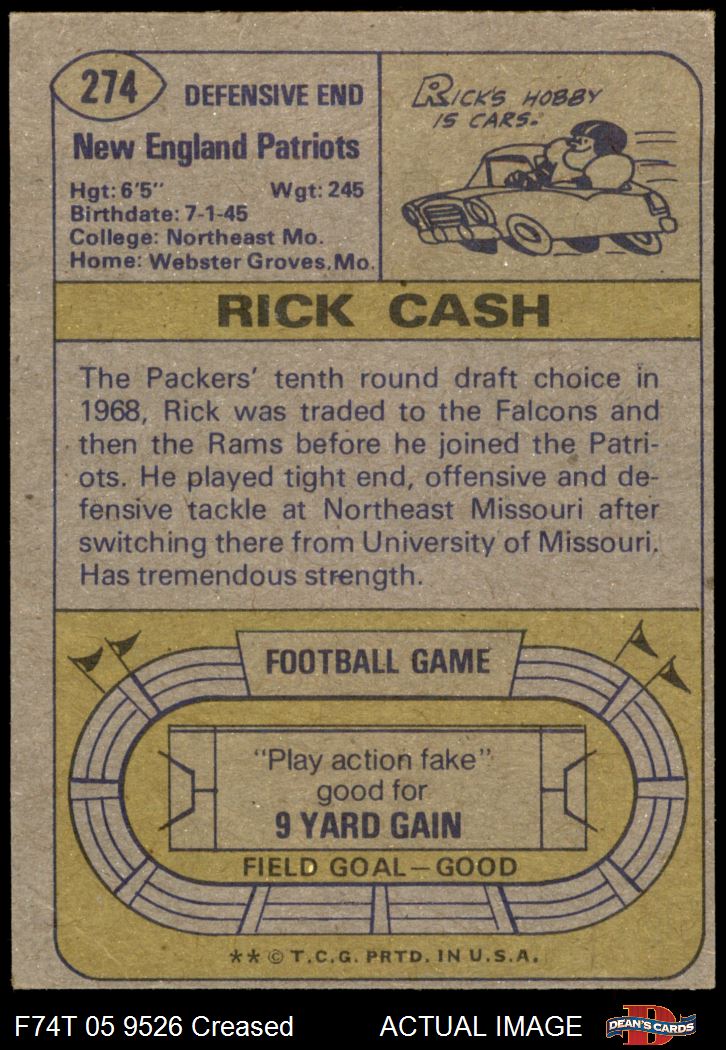 274
DEFENSIVE END
New England Patriots
Hgt: 6'5" Wgt: 245
Birthdate: 7-1-45
College: Northeast Mo.
Home: Webster Groves, Mo.
RICK'S HOBBY
IS CARS.
RICK CASH
The Packers' tenth round draft choice in
1968, Rick was traded to the Falcons and
then the Rams before he joined the Patri-
ots. He played tight end, offensive and de-
fensive tackle at Northeast Missouri after
switching there from University of Missouri.
Has tremendous strength.
FOOTBALL GAME
"Play action fake"
good for
9 YARD GAIN
FIELD GOAL—GOOD
** © T.C.G. PRTD. IN U.S.A.
F74T 05 9526 Creased ACTUAL IMAGE
D
DEAN'S CARDS